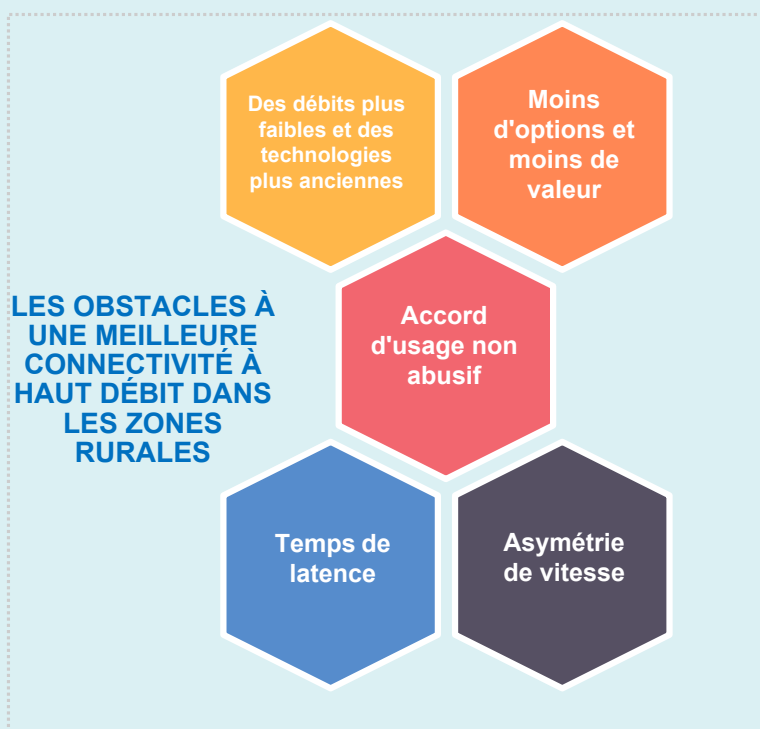 LES OBSTACLES À
UNE MEILLEURE
CONNECTIVITÉ À
HAUT DÉBIT DANS
LES ZONES
RURALES
Des débits plus
faibles et des
technologies
plus anciennes
Moins
d'options et
moins de
valeur
Accord
d'usage non
abusif
Temps de
latence
Asymétrie
de vitesse